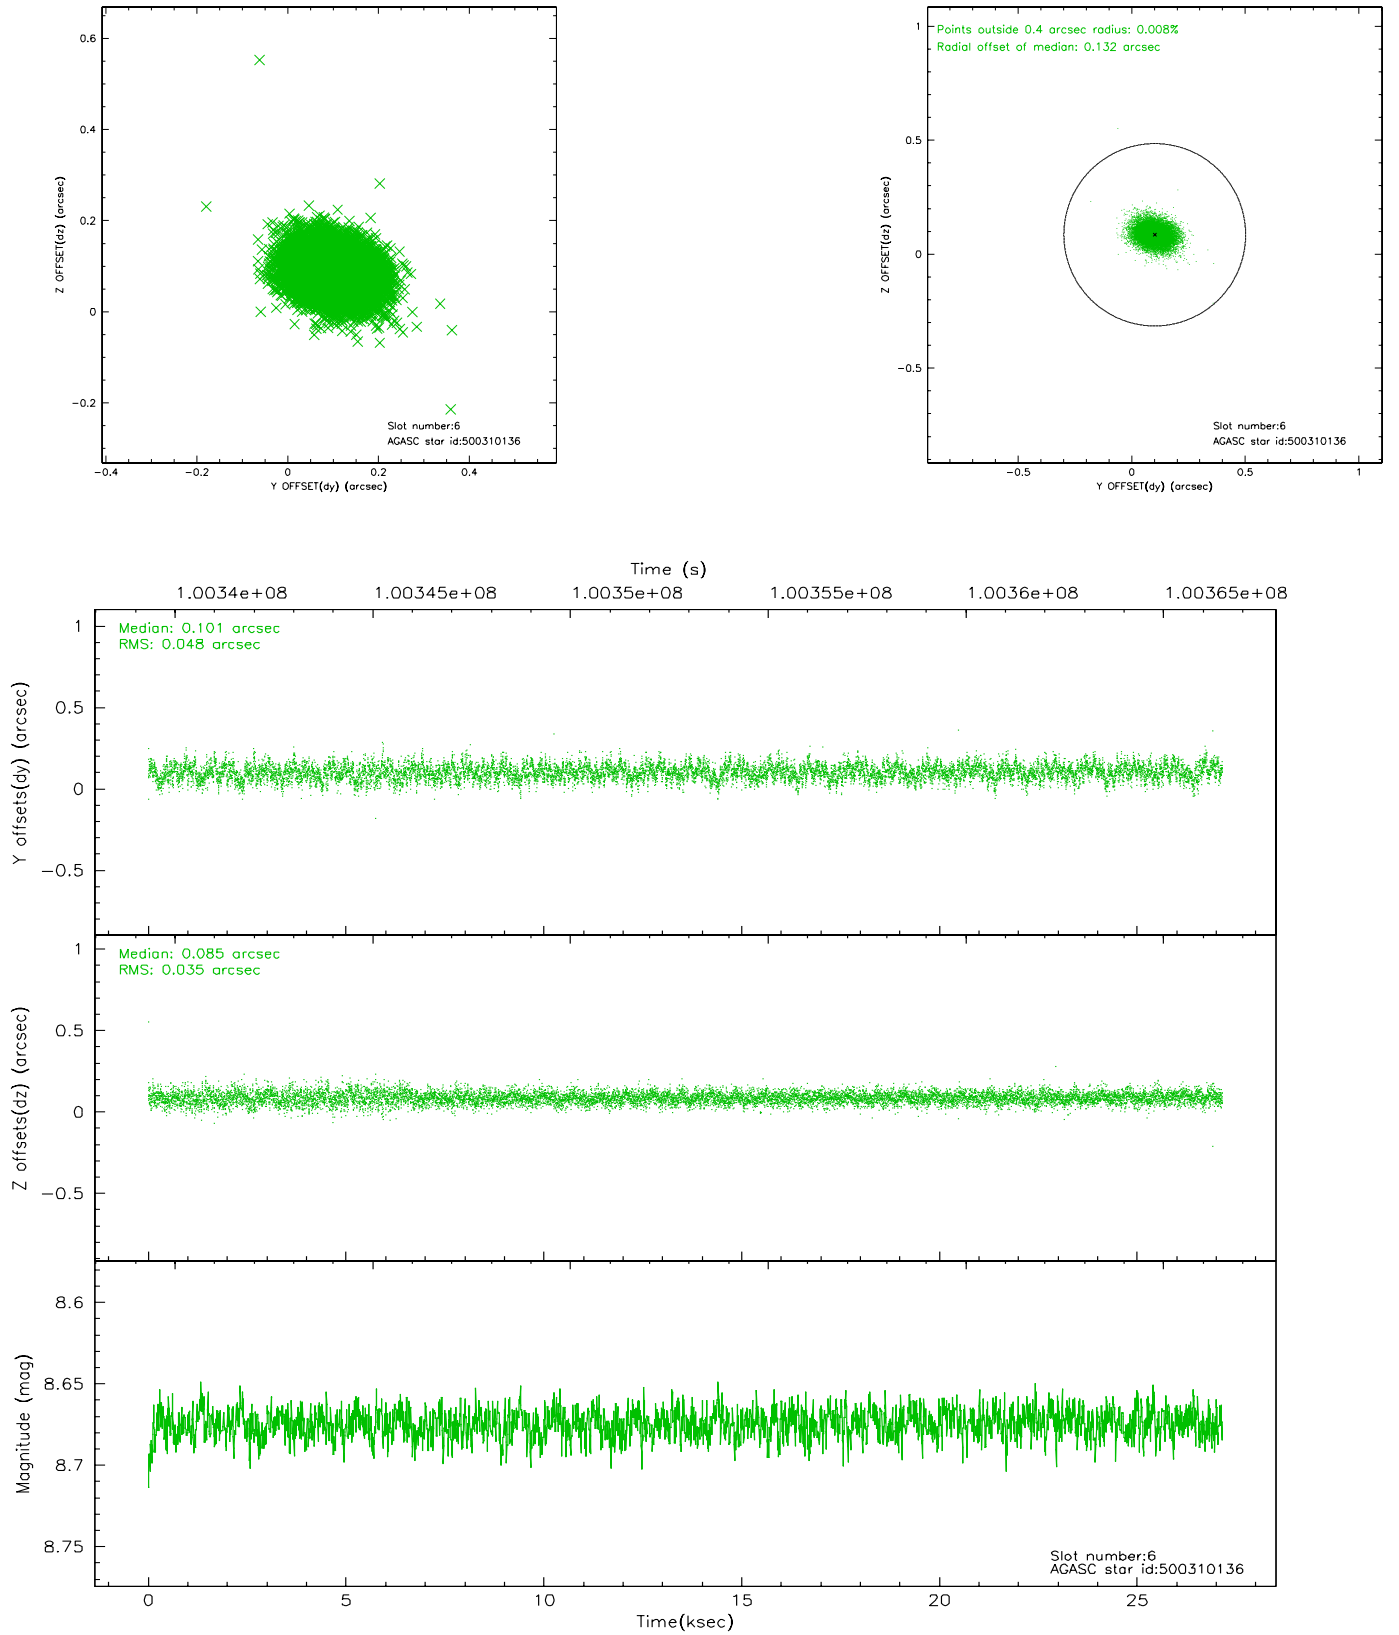 0.6
0.4
0.2
0
−0.2
Z OFFSET(dz) (arcsec)
Slot number:6
AGASC star id:500310136
−0.4 −0.2 0 0.2 0.4
Y OFFSET(dy) (arcsec)
Points outside 0.4 arcsec radius: 0.008%
Radial offset of median: 0.132 arcsec
1
0.5
0
−0.5
Z OFFSET(dz) (arcsec)
Slot number:6
AGASC star id:500310136
−0.5 0 0.5 1
Y OFFSET(dy) (arcsec)
Time (s)
1.0034e+08 1.00345e+08 1.0035e+08 1.00355e+08 1.0036e+08 1.00365e+08
Median: 0.101 arcsec
RMS: 0.048 arcsec
1
0.5
0
−0.5
Y offsets(dy) (arcsec)
Median: 0.085 arcsec
RMS: 0.035 arcsec
1
0.5
0
−0.5
Z offsets(dz) (arcsec)
8.6
8.65
8.7
8.75
Magnitude (mag)
Slot number:6
AGASC star id:500310136
0 5 10 15 20 25
Time(ksec)